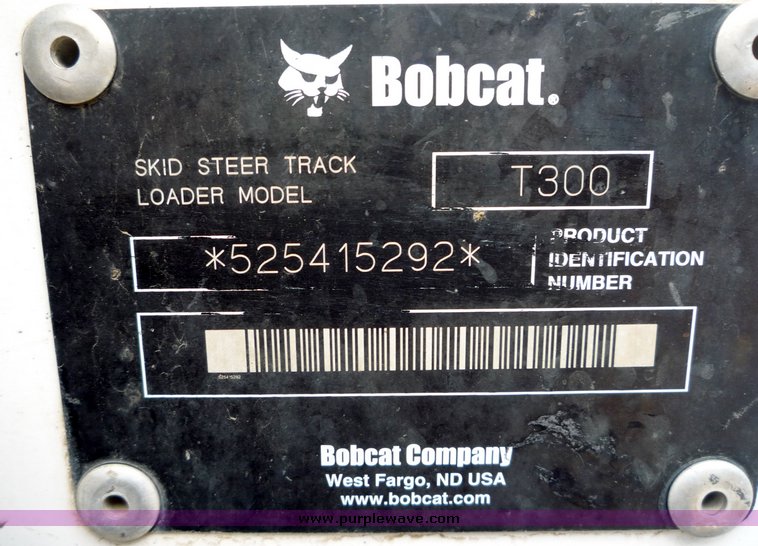 Bobcat.
SKID STEER TRACK
LOADER MODEL
T300
*525415292*
PRODUCT
IDENTIFICATION
NUMBER
525415292
Bobcat Company
West Fargo, ND USA
www.bobcat.com
www.purplewave.com